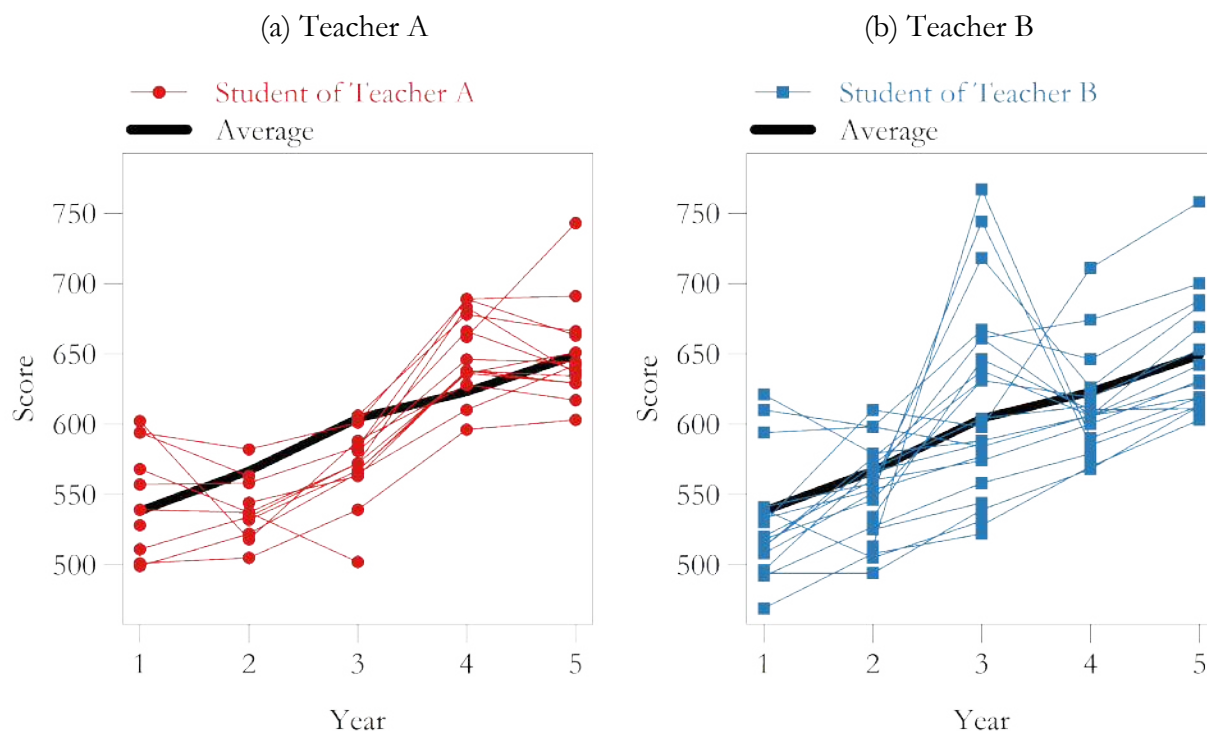 (a) Teacher A
Student of Teacher A
Average
750
700
650
600
550
500
Score
1 2 3 4 5
Year
(b) Teacher B
Student of Teacher B
Average
750
700
650
600
550
500
Score
1 2 3 4 5
Year